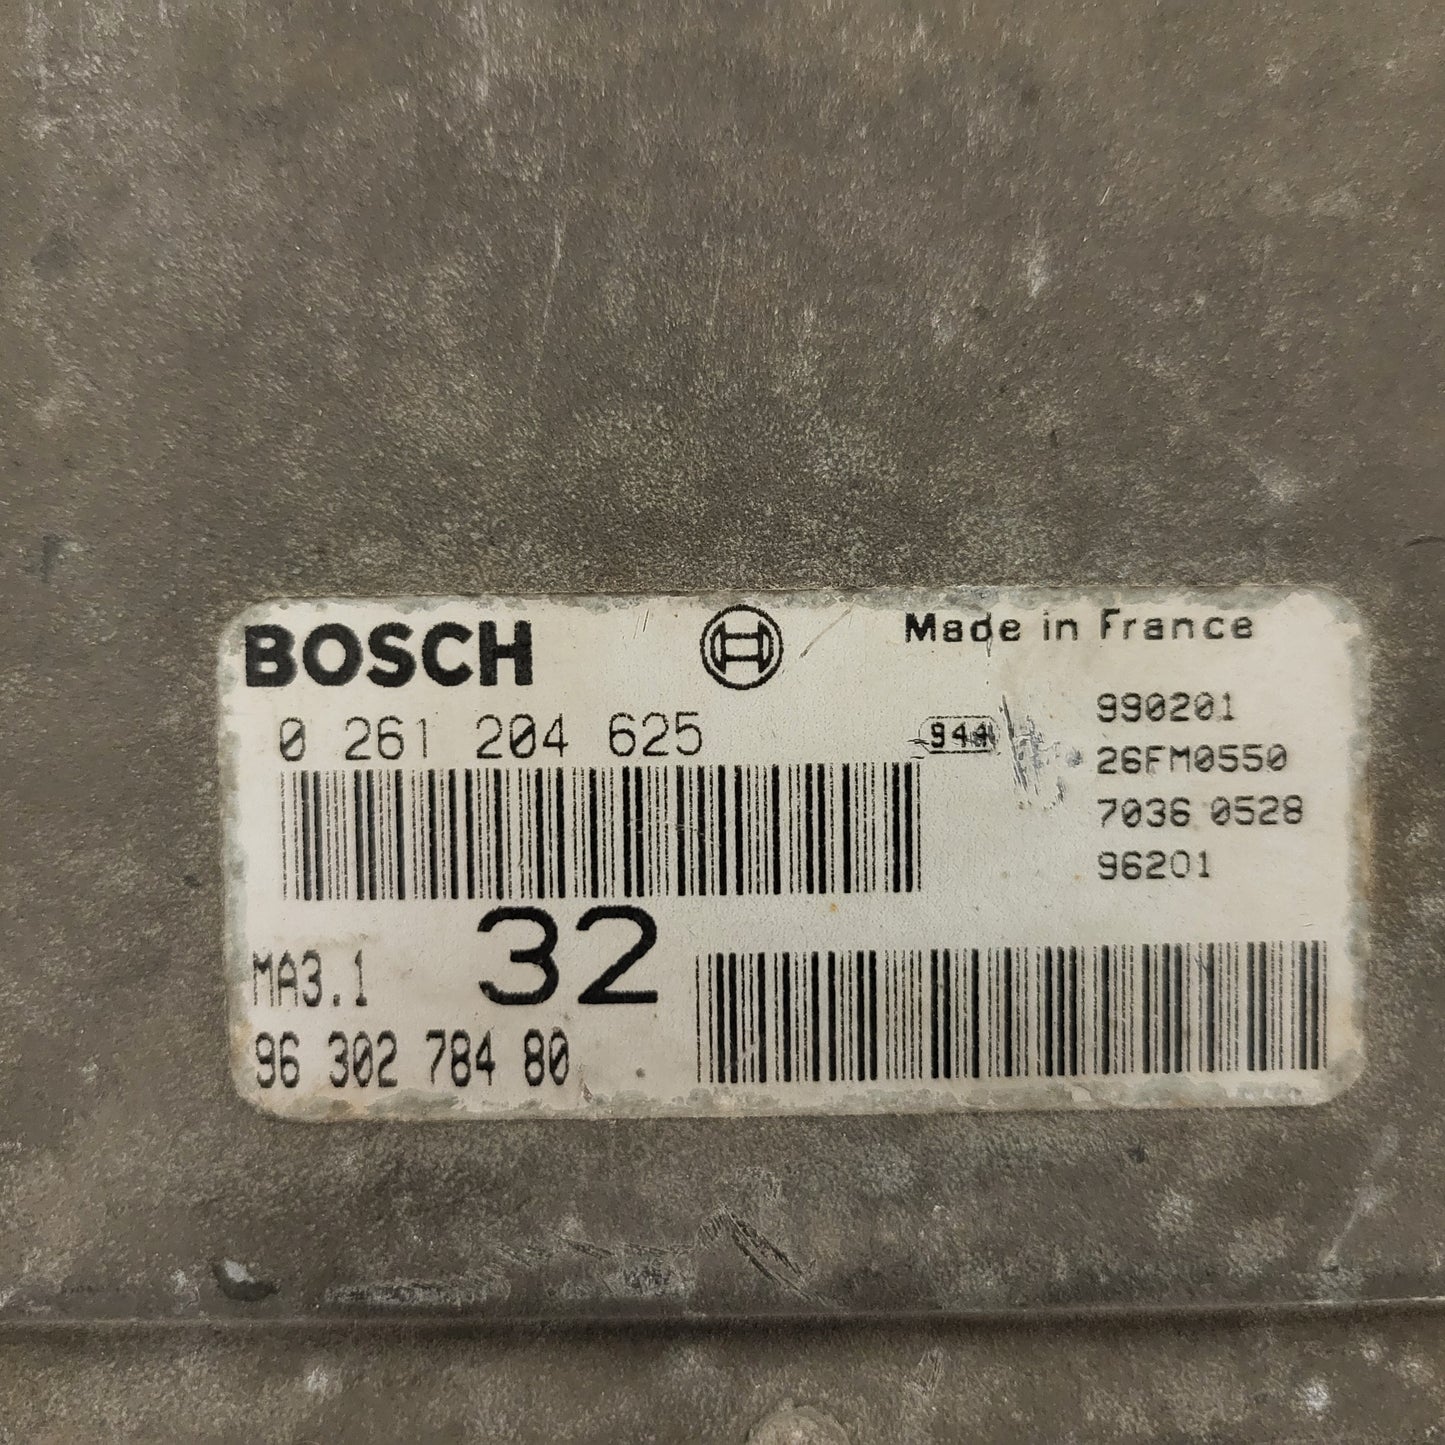 BOSCH
Made in France
0 261 204 625
944
990201
26FM0550
7036 0528
96201
MA3.1
32
96 302 784 80